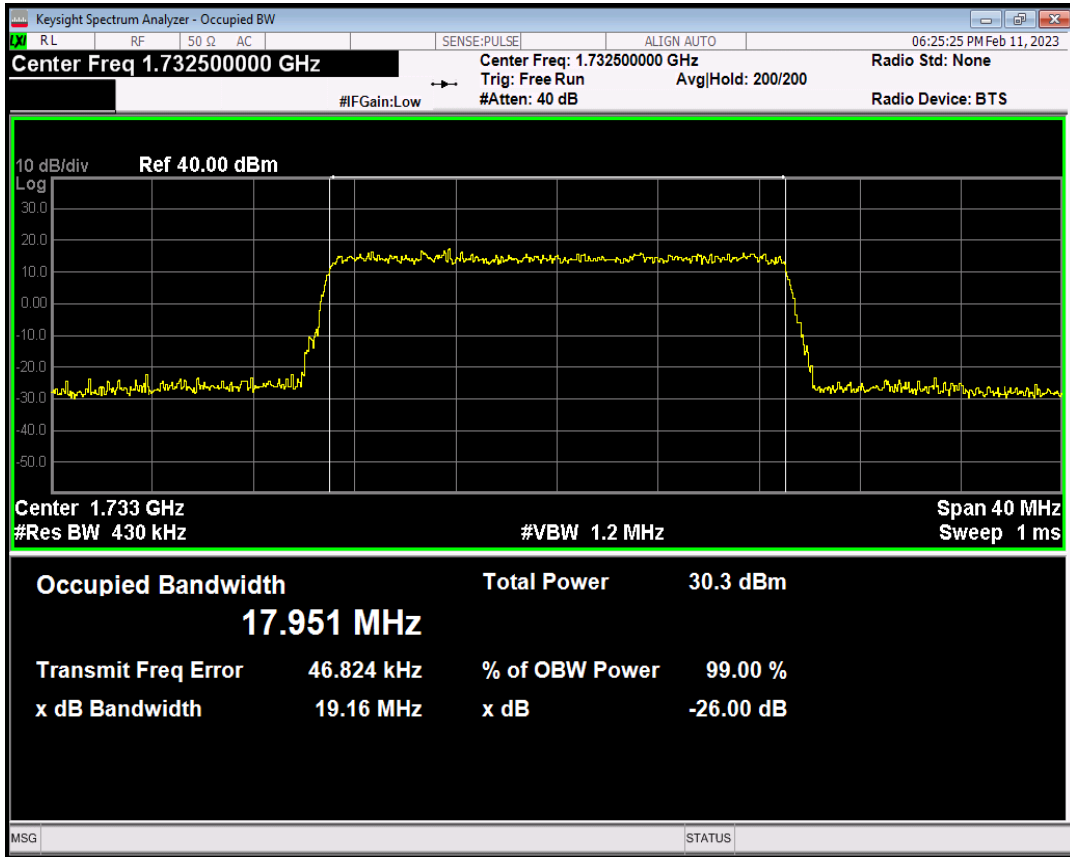 Keysight Spectrum Analyzer - Occupied BW
LXI RL RF 50 Ω AC SENSE:PULSE ALIGN AUTO 06:25:25 PM Feb 11, 2023
Center Freq 1.732500000 GHz Center Freq: 1.732500000 GHz Radio Std: None
Trig: Free Run Avg|Hold: 200/200
#IFGain:Low #Atten: 40 dB Radio Device: BTS
10 dB/div Ref 40.00 dBm
Log
30.0
20.0
10.0
0.00
-10.0
-20.0
-30.0
-40.0
-50.0
Center 1.733 GHz Span 40 MHz
#Res BW 430 kHz #VBW 1.2 MHz Sweep 1 ms
Occupied Bandwidth Total Power 30.3 dBm
17.951 MHz
Transmit Freq Error 46.824 kHz % of OBW Power 99.00 %
x dB Bandwidth 19.16 MHz x dB -26.00 dB
MSG STATUS